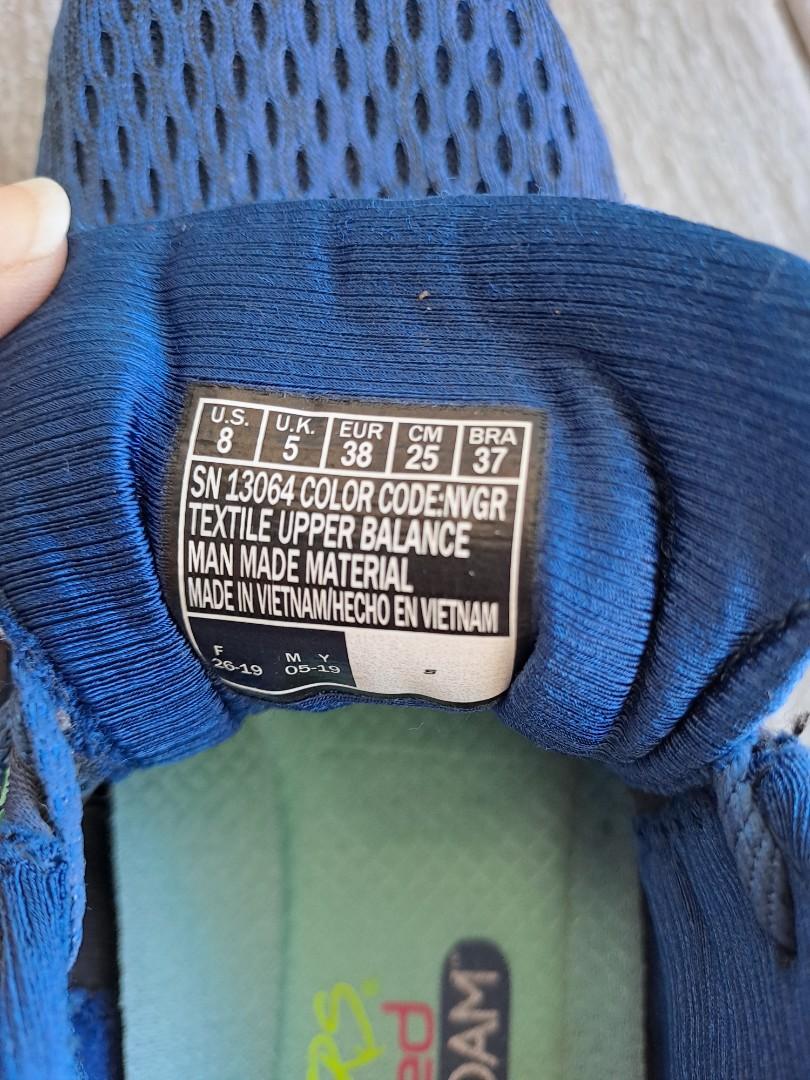 U.S. U.K. EUR CM BRA
8 5 38 25 37
SN 13064 COLOR CODE:NVGR
TEXTILE UPPER BALANCE
MAN MADE MATERIAL
MADE IN VIETNAM/HECHO EN VIETNAM
F M Y
26-19 05-19 5